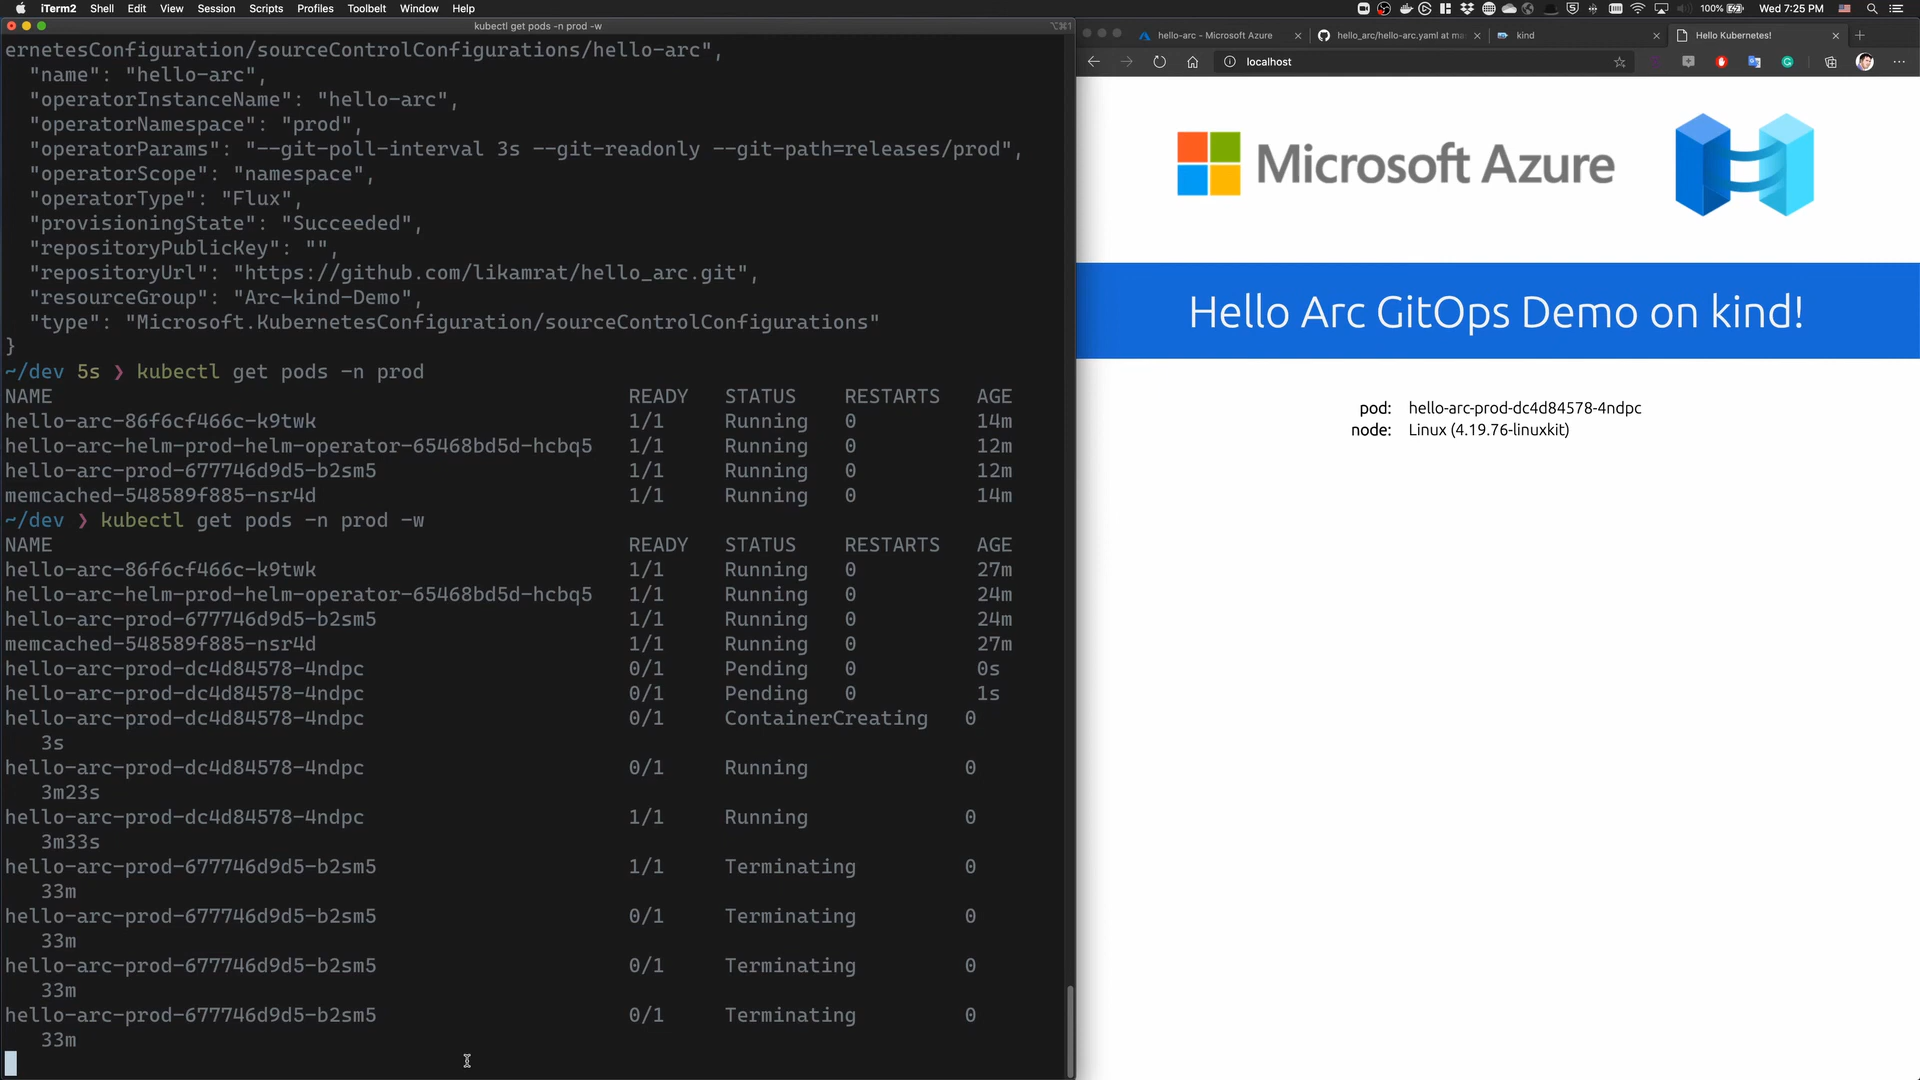 iTerm2 Shell Edit View Session Scripts Profiles Toolbelt Window Help
100% Wed 7:25 PM
kubectl get pods -n prod -w
⌥⌘1
ernetesConfiguration/sourceControlConfigurations/hello-arc",
"name": "hello-arc",
"operatorInstanceName": "hello-arc",
"operatorNamespace": "prod",
"operatorParams": "--git-poll-interval 3s --git-readonly --git-path=releases/prod",
"operatorScope": "namespace",
"operatorType": "Flux",
"provisioningState": "Succeeded",
"repositoryPublicKey": "",
"repositoryUrl": "https://github.com/likamrat/hello_arc.git",
"resourceGroup": "Arc-kind-Demo",
"type": "Microsoft.KubernetesConfiguration/sourceControlConfigurations"
}
~/dev 5s ❯ kubectl get pods -n prod
NAME READY STATUS RESTARTS AGE
hello-arc-86f6cf466c-k9twk 1/1 Running 0 14m
hello-arc-helm-prod-helm-operator-65468bd5d-hcbq5 1/1 Running 0 12m
hello-arc-prod-677746d9d5-b2sm5 1/1 Running 0 12m
memcached-548589f885-nsr4d 1/1 Running 0 14m
~/dev ❯ kubectl get pods -n prod -w
NAME READY STATUS RESTARTS AGE
hello-arc-86f6cf466c-k9twk 1/1 Running 0 27m
hello-arc-helm-prod-helm-operator-65468bd5d-hcbq5 1/1 Running 0 24m
hello-arc-prod-677746d9d5-b2sm5 1/1 Running 0 24m
memcached-548589f885-nsr4d 1/1 Running 0 27m
hello-arc-prod-dc4d84578-4ndpc 0/1 Pending 0 0s
hello-arc-prod-dc4d84578-4ndpc 0/1 Pending 0 1s
hello-arc-prod-dc4d84578-4ndpc 0/1 ContainerCreating 0
3s
hello-arc-prod-dc4d84578-4ndpc 0/1 Running 0
3m23s
hello-arc-prod-dc4d84578-4ndpc 1/1 Running 0
3m33s
hello-arc-prod-677746d9d5-b2sm5 1/1 Terminating 0
33m
hello-arc-prod-677746d9d5-b2sm5 0/1 Terminating 0
33m
hello-arc-prod-677746d9d5-b2sm5 0/1 Terminating 0
33m
hello-arc-prod-677746d9d5-b2sm5 0/1 Terminating 0
33m
hello-arc - Microsoft Azure
hello_arc/hello-arc.yaml at ma
kind
Hello Kubernetes!
localhost
Microsoft Azure
Hello Arc GitOps Demo on kind!
pod: hello-arc-prod-dc4d84578-4ndpc
node: Linux (4.19.76-linuxkit)